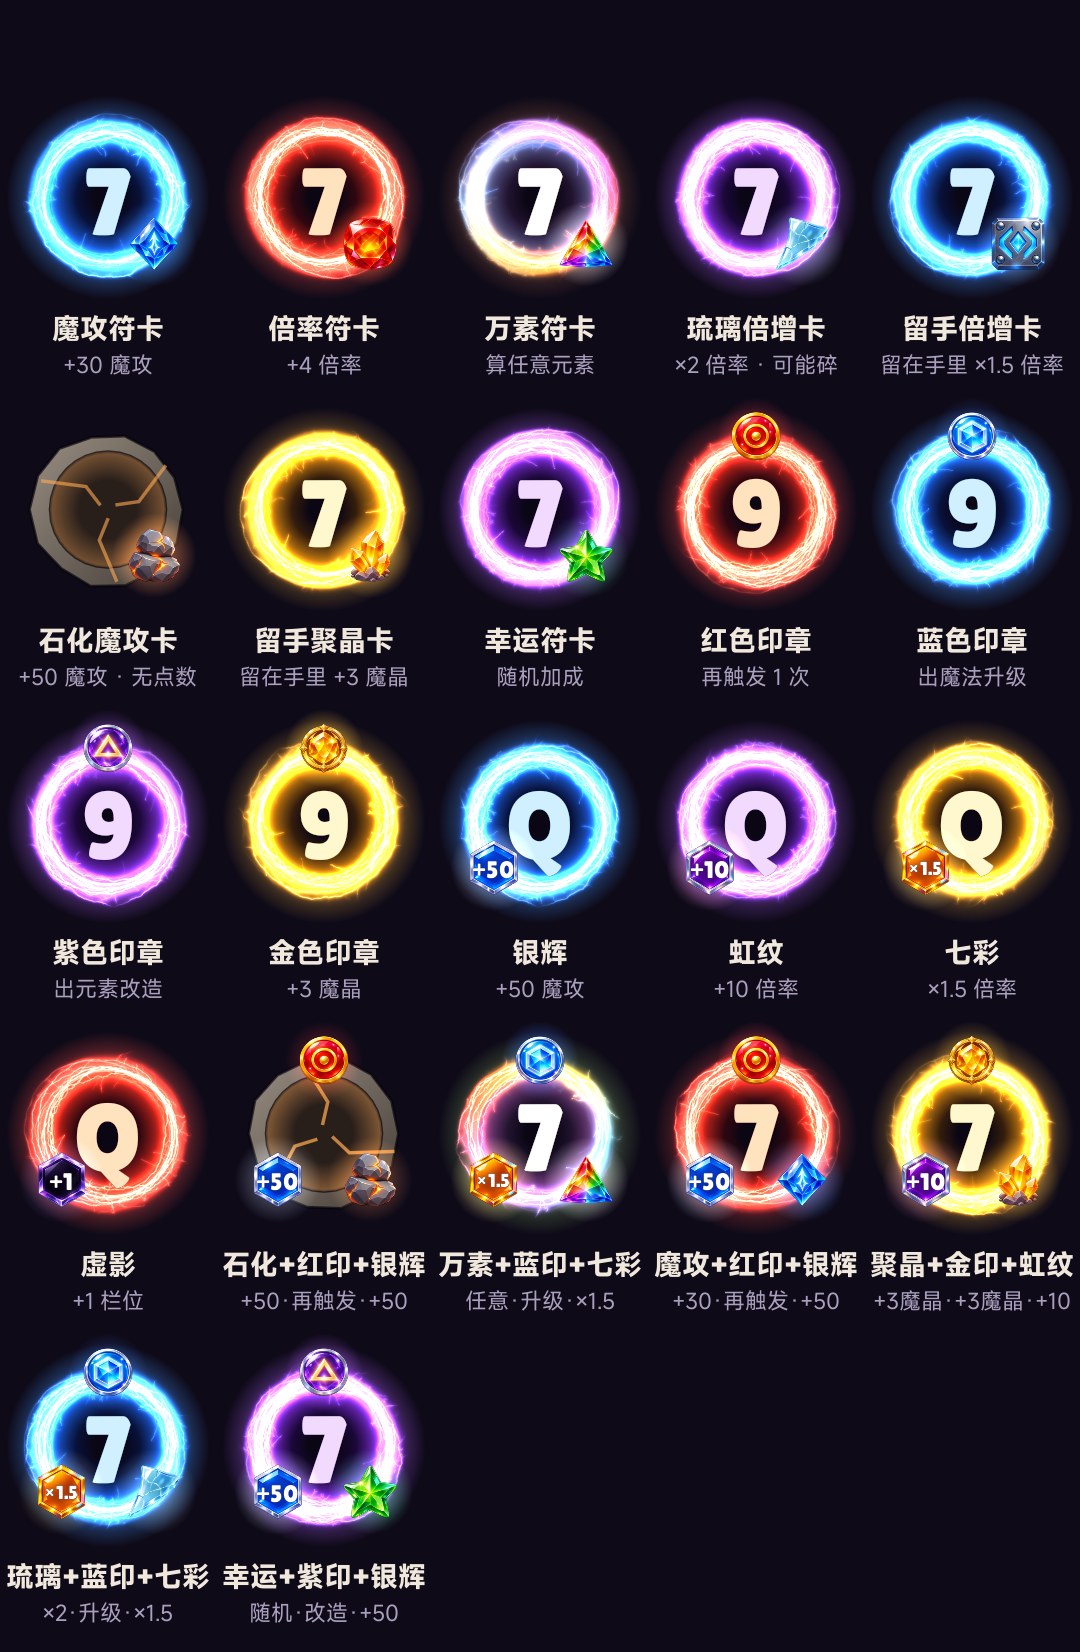 7 7 7 7 7
魔攻符卡 倍率符卡 万素符卡 琉璃倍增卡 留手倍增卡
+30 魔攻 +4 倍率 算任意元素 ×2 倍率 · 可能碎 留在手里 ×1.5 倍率
7 7 9 9
石化魔攻卡 留手聚晶卡 幸运符卡 红色印章 蓝色印章
+50 魔攻 · 无点数 留在手里 +3 魔晶 随机加成 再触发 1 次 出魔法升级
9 9 Q Q Q
+50 +10 ×1.5
紫色印章 金色印章 银辉 虹纹 七彩
出元素改造 +3 魔晶 +50 魔攻 +10 倍率 ×1.5 倍率
Q 7 7 7
+1 +50 ×1.5 +50 +10
虚影 石化+红印+银辉 万素+蓝印+七彩 魔攻+红印+银辉 聚晶+金印+虹纹
+1 栏位 +50·再触发·+50 任意·升级·×1.5 +30·再触发·+50 +3魔晶·+3魔晶·+10
7 7
×1.5 +50
琉璃+蓝印+七彩 幸运+紫印+银辉
×2·升级·×1.5 随机·改造·+50